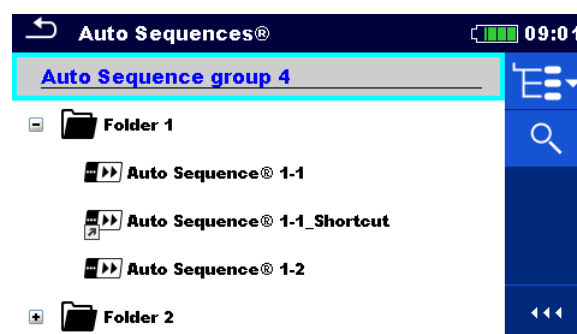 Auto Sequences®
09:01
Auto Sequence group 4
Folder 1
Auto Sequence® 1-1
Auto Sequence® 1-1_Shortcut
Auto Sequence® 1-2
Folder 2